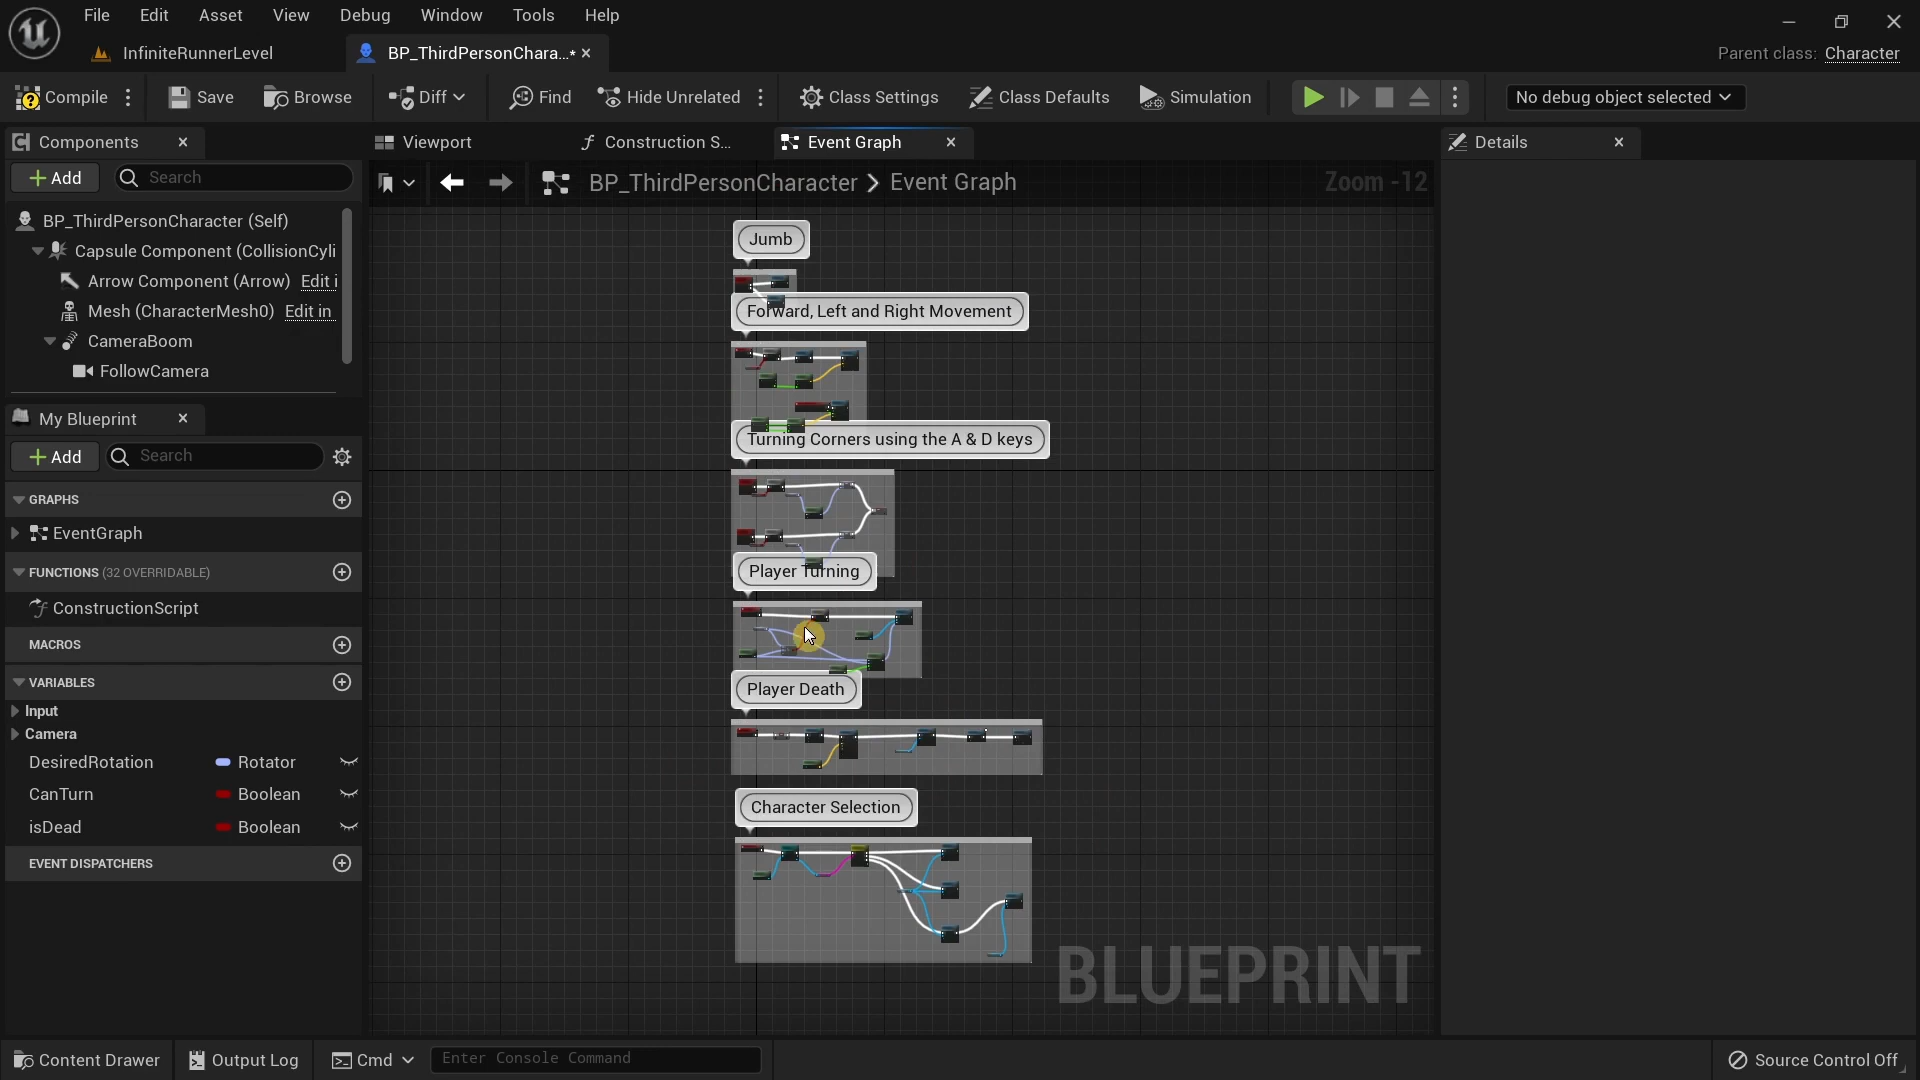 File Edit Asset View Debug Window Tools Help
InfiniteRunnerLevel
BP_ThirdPersonChara...*
Parent class: Character
Compile Save Browse Diff Find Hide Unrelated Class Settings Class Defaults Simulation No debug object selected
Components
Add Search
BP_ThirdPersonCharacter (Self)
Capsule Component (CollisionCyli
Arrow Component (Arrow) Edit i
Mesh (CharacterMesh0) Edit in
CameraBoom
FollowCamera
My Blueprint
Add Search
GRAPHS
EventGraph
FUNCTIONS (32 OVERRIDABLE)
ConstructionScript
MACROS
VARIABLES
Input
Camera
DesiredRotation Rotator
CanTurn Boolean
isDead Boolean
EVENT DISPATCHERS
Viewport Construction S... Event Graph
BP_ThirdPersonCharacter > Event Graph Zoom -12
Jumb
Forward, Left and Right Movement
Turning Corners using the A & D keys
Player Turning
Player Death
Character Selection
BLUEPRINT
Details
Content Drawer Output Log Cmd Enter Console Command Source Control Off